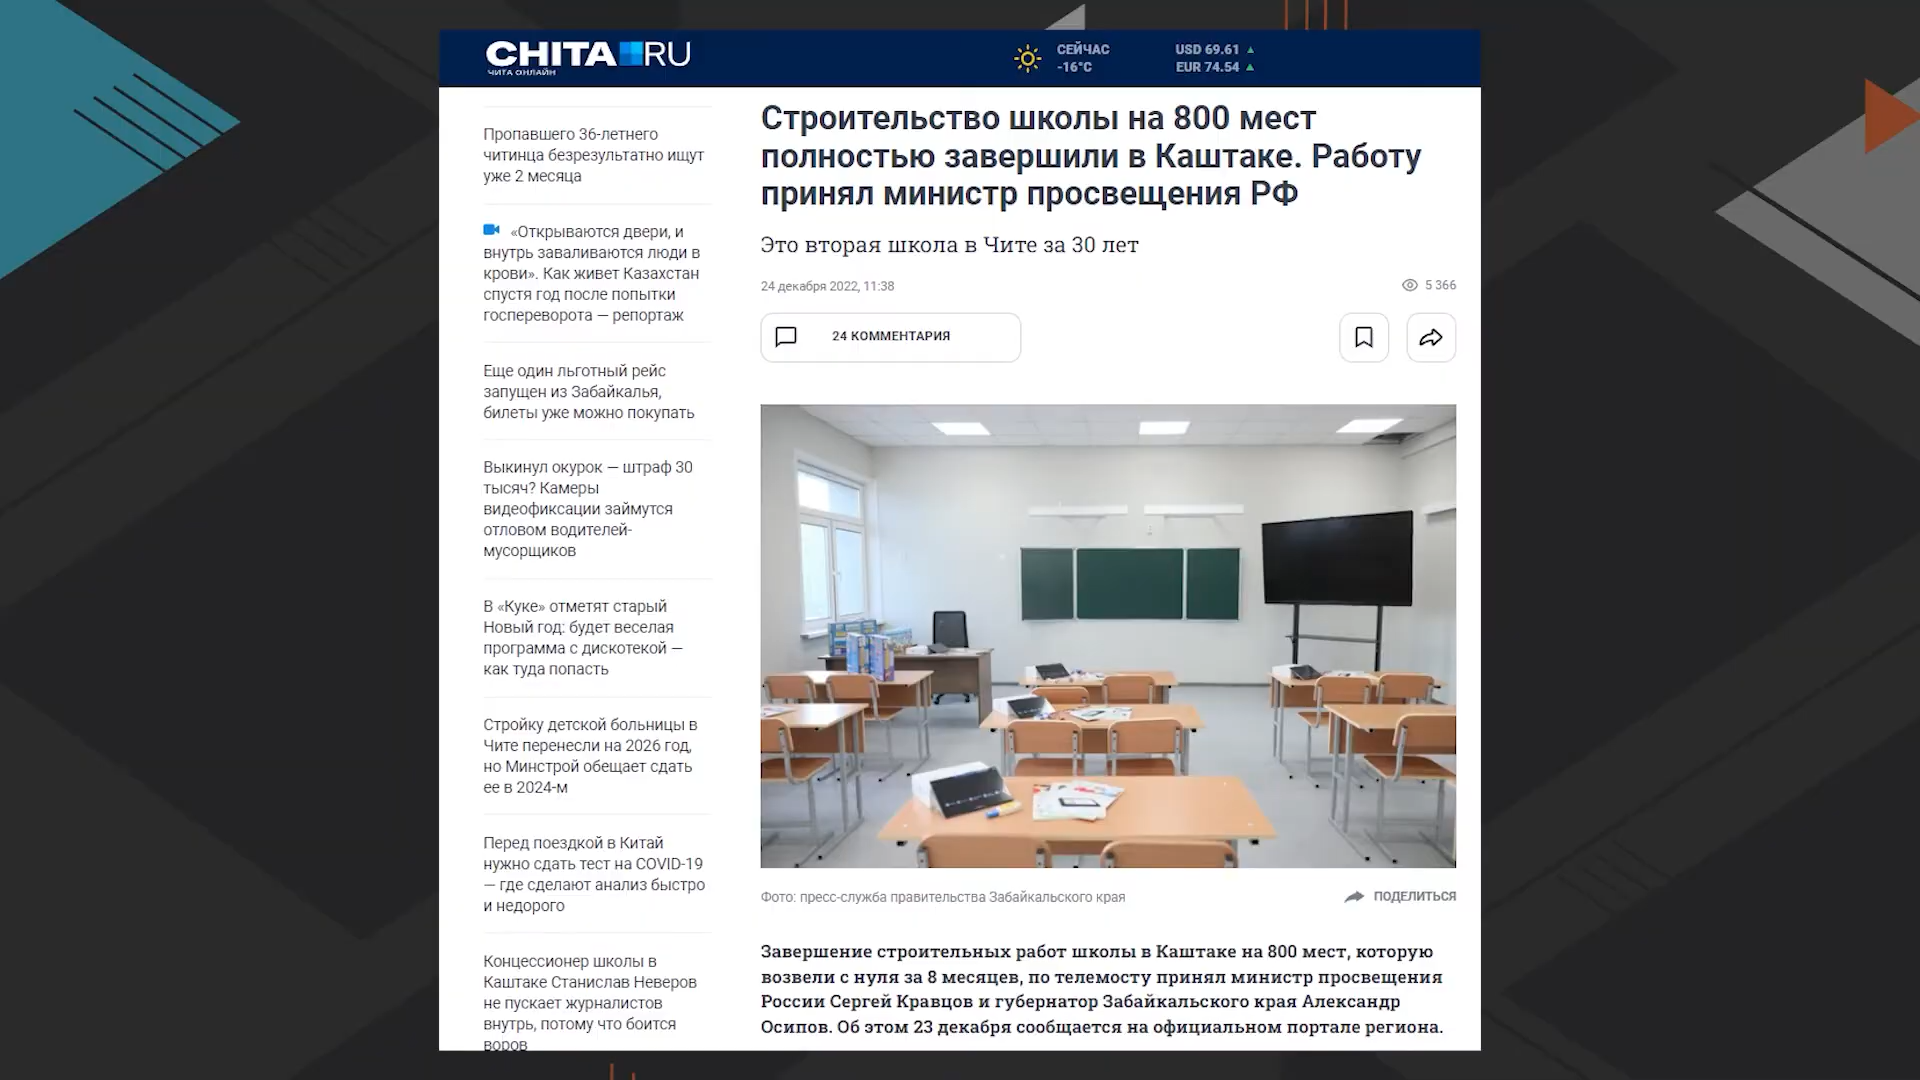 CHITA RU
ЧИТА ОНЛАЙН
СЕЙЧАС
-16°C
USD 69.61
EUR 74.54
Пропавшего 36-летнего
читинца безрезультатно ищут
уже 2 месяца
«Открываются двери, и
внутрь заваливаются люди в
крови». Как живет Казахстан
спустя год после попытки
госпереворота — репортаж
Еще один льготный рейс
запущен из Забайкалья,
билеты уже можно покупать
Выкинул окурок — штраф 30
тысяч? Камеры
видеофиксации займутся
отловом водителей-
мусорщиков
В «Куке» отметят старый
Новый год: будет веселая
программа с дискотекой —
как туда попасть
Стройку детской больницы в
Чите перенесли на 2026 год,
но Минстрой обещает сдать
ее в 2024-м
Перед поездкой в Китай
нужно сдать тест на COVID-19
— где сделают анализ быстро
и недорого
Концессионер школы в
Каштаке Станислав Неверов
не пускает журналистов
внутрь, потому что боится
воров
Строительство школы на 800 мест
полностью завершили в Каштаке. Работу
принял министр просвещения РФ
Это вторая школа в Чите за 30 лет
24 декабря 2022, 11:38
5 366
24 КОММЕНТАРИЯ
Фото: пресс-служба правительства Забайкальского края
ПОДЕЛИТЬСЯ
Завершение строительных работ школы в Каштаке на 800 мест, которую
возвели с нуля за 8 месяцев, по телемосту принял министр просвещения
России Сергей Кравцов и губернатор Забайкальского края Александр
Осипов. Об этом 23 декабря сообщается на официальном портале региона.